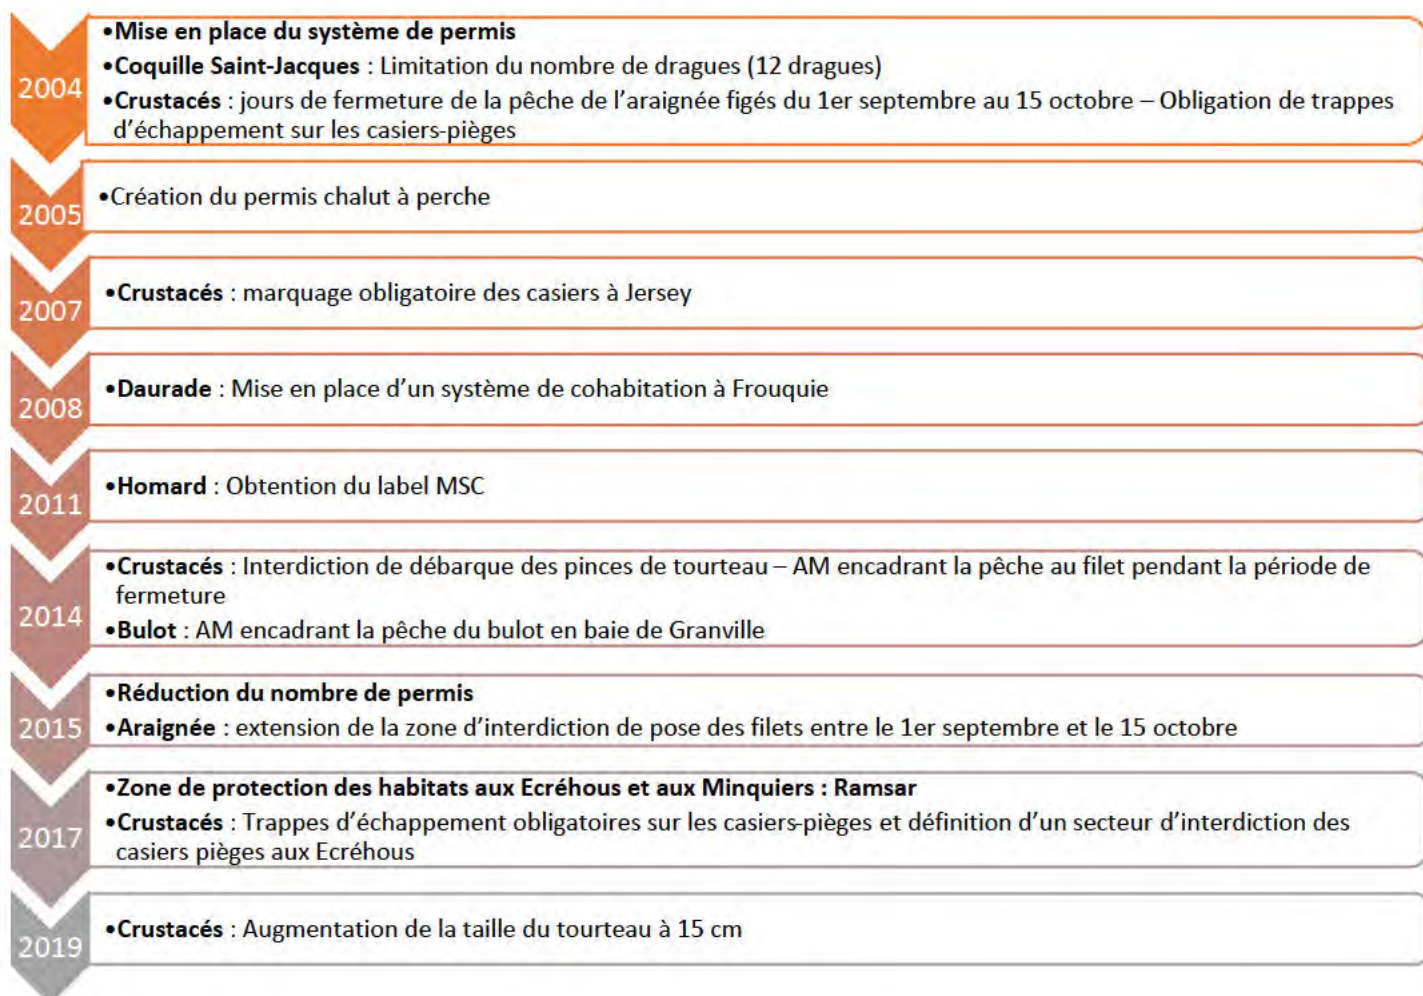 2004
•Mise en place du système de permis
•Coquille Saint-Jacques : Limitation du nombre de dragues (12 dragues)
•Crustacés : jours de fermeture de la pêche de l'araignée figés du 1er septembre au 15 octobre – Obligation de trappes
d'échappement sur les casiers-pièges
2005
•Création du permis chalut à perche
2007
•Crustacés : marquage obligatoire des casiers à Jersey
2008
•Daurade : Mise en place d'un système de cohabitation à Frouquie
2011
•Homard : Obtention du label MSC
2014
•Crustacés : Interdiction de débarque des pinces de tourteau – AM encadrant la pêche au filet pendant la période de
fermeture
•Bulot : AM encadrant la pêche du bulot en baie de Granville
2015
•Réduction du nombre de permis
•Araignée : extension de la zone d'interdiction de pose des filets entre le 1er septembre et le 15 octobre
2017
•Zone de protection des habitats aux Ecréhous et aux Minquiers : Ramsar
•Crustacés : Trappes d'échappement obligatoires sur les casiers-pièges et définition d'un secteur d'interdiction des
casiers pièges aux Ecréhous
2019
•Crustacés : Augmentation de la taille du tourteau à 15 cm